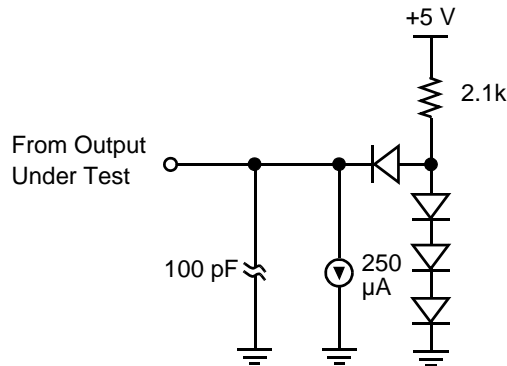 +5 V
2.1k
From Output
Under Test
100 pF
250
µA